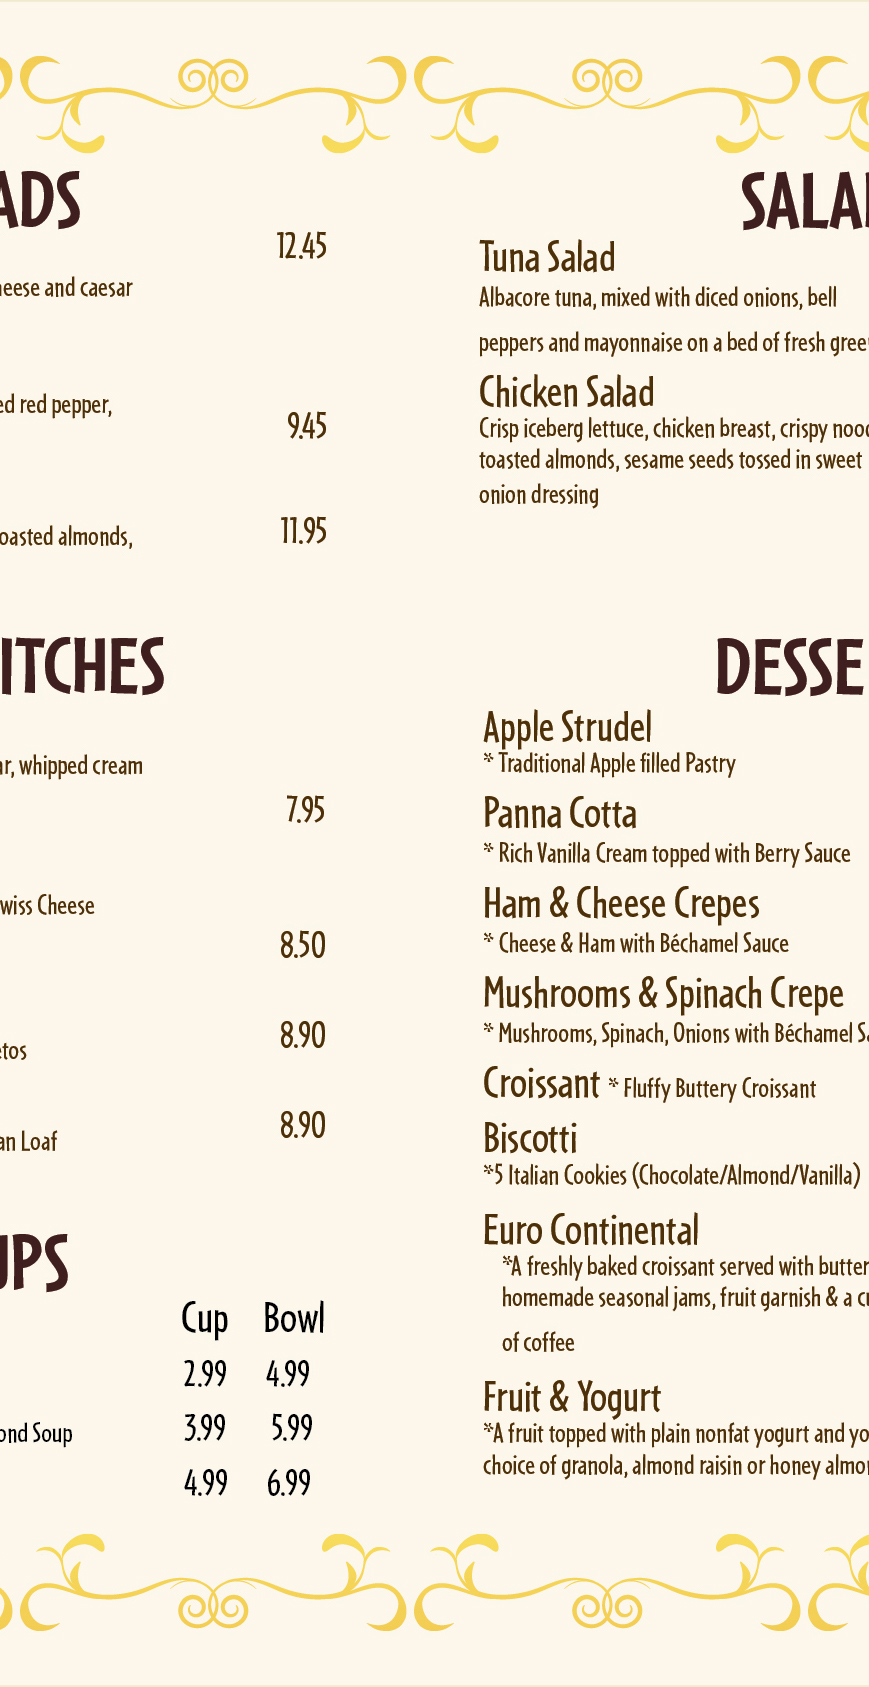 ADS
12.45
heese and caesar
ed red pepper,
9.45
oasted almonds,
11.95
ITCHES
ar, whipped cream
7.95
wiss Cheese
8.50
etos
8.90
an Loaf
8.90
UPS
Cup Bowl
2.99 4.99
ond Soup 3.99 5.99
4.99 6.99
SALA
Tuna Salad
Albacore tuna, mixed with diced onions, bell
peppers and mayonnaise on a bed of fresh gree
Chicken Salad
Crisp iceberg lettuce, chicken breast, crispy nood
toasted almonds, sesame seeds tossed in sweet
onion dressing
DESSE
Apple Strudel
* Traditional Apple filled Pastry
Panna Cotta
* Rich Vanilla Cream topped with Berry Sauce
Ham & Cheese Crepes
* Cheese & Ham with Béchamel Sauce
Mushrooms & Spinach Crepe
* Mushrooms, Spinach, Onions with Béchamel Sa
Croissant * Fluffy Buttery Croissant
Biscotti
*5 Italian Cookies (Chocolate/Almond/Vanilla)
Euro Continental
*A freshly baked croissant served with butter
homemade seasonal jams, fruit garnish & a cu
of coffee
Fruit & Yogurt
*A fruit topped with plain nonfat yogurt and yo
choice of granola, almond raisin or honey almo